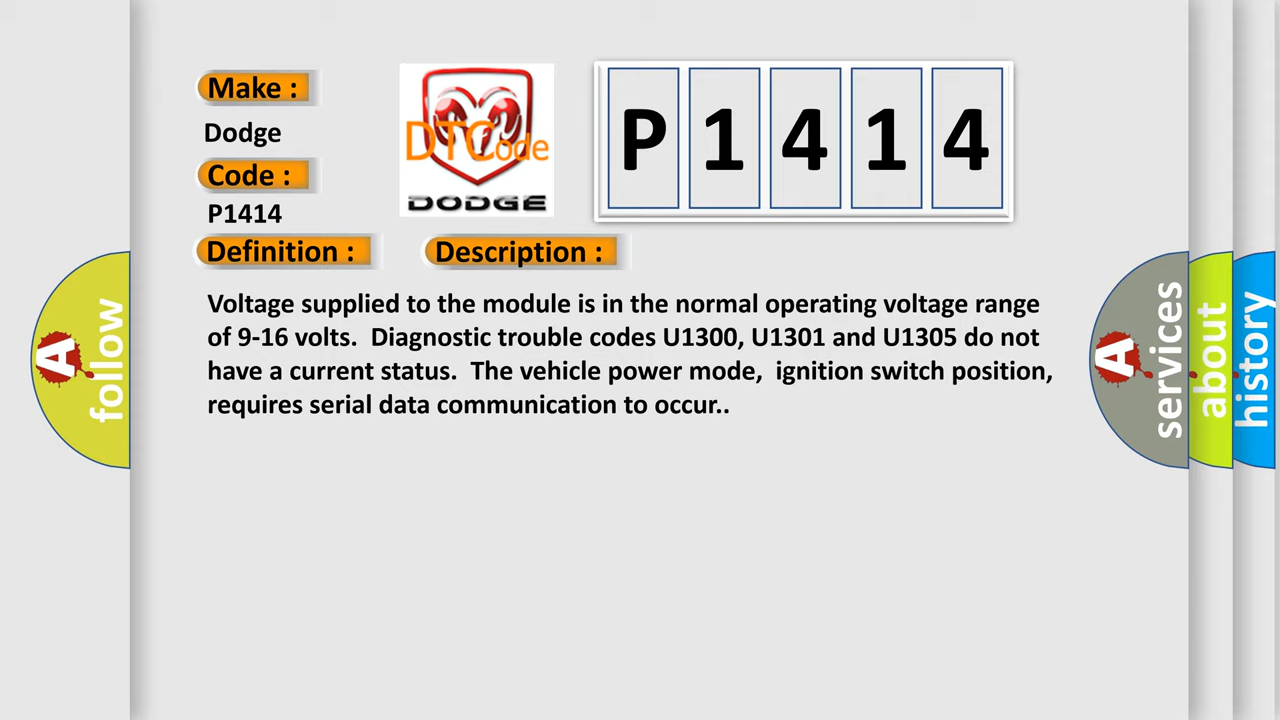 Make :
Dodge
Code :
P1414
DTCode
DODGE
P 1 4 1 4
Definition :
Description :
Voltage supplied to the module is in the normal operating voltage range
of 9-16 volts  Diagnostic trouble codes U1300, U1301 and U1305 do not
have a current status  The vehicle power mode,  ignition switch position,
requires serial data communication to occur..
A follow
A services
about
history